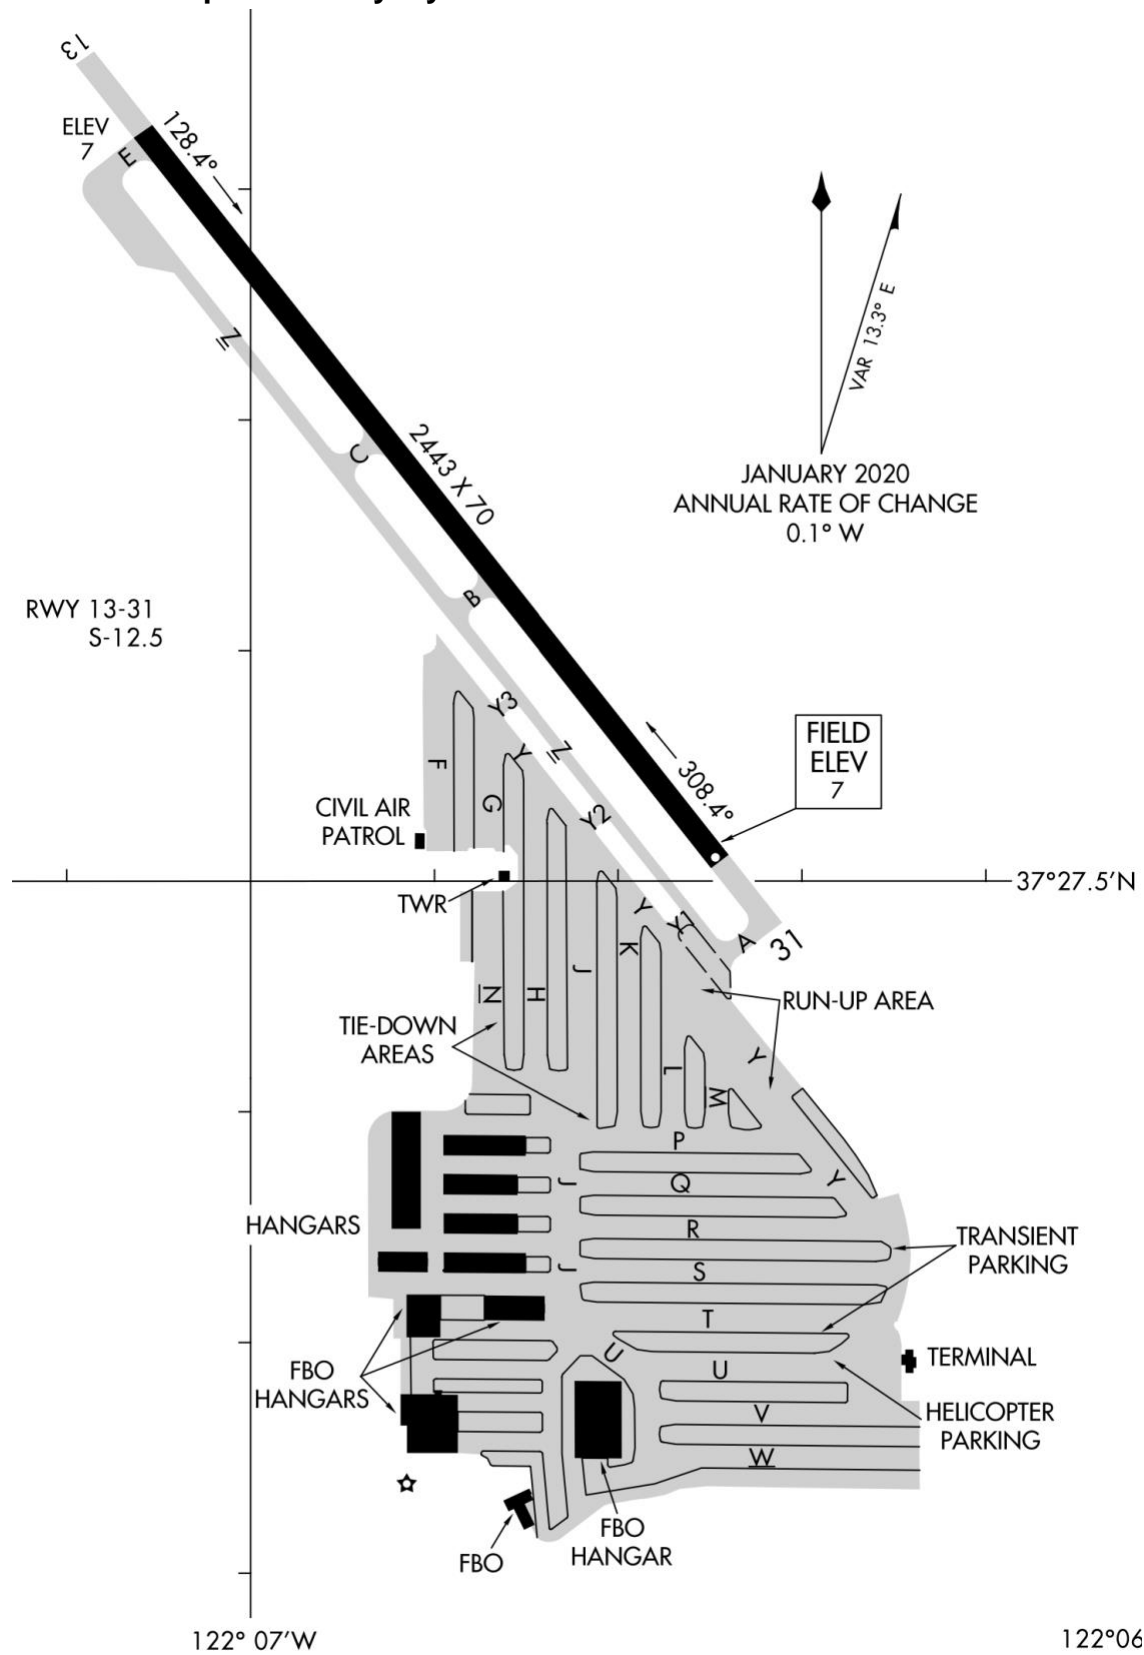 13
ELEV
7
128.4°
E
Z
VAR 13.3° E
C
2443 X 70
JANUARY 2020
ANNUAL RATE OF CHANGE
0.1° W
B
RWY 13-31
S-12.5
Y3
F
Y
Z
FIELD
ELEV
7
308.4°
G
CIVIL AIR
PATROL
Y2
TWR
37°27.5'N
Y
Y1
K
A
31
J
N
H
RUN-UP AREA
TIE-DOWN
AREAS
Y
L
M
P
J
Q
Y
HANGARS
R
TRANSIENT
PARKING
J
S
T
U
FBO
HANGARS
U
TERMINAL
V
HELICOPTER
PARKING
W
FBO
HANGAR
FBO
122° 07'W
122°06